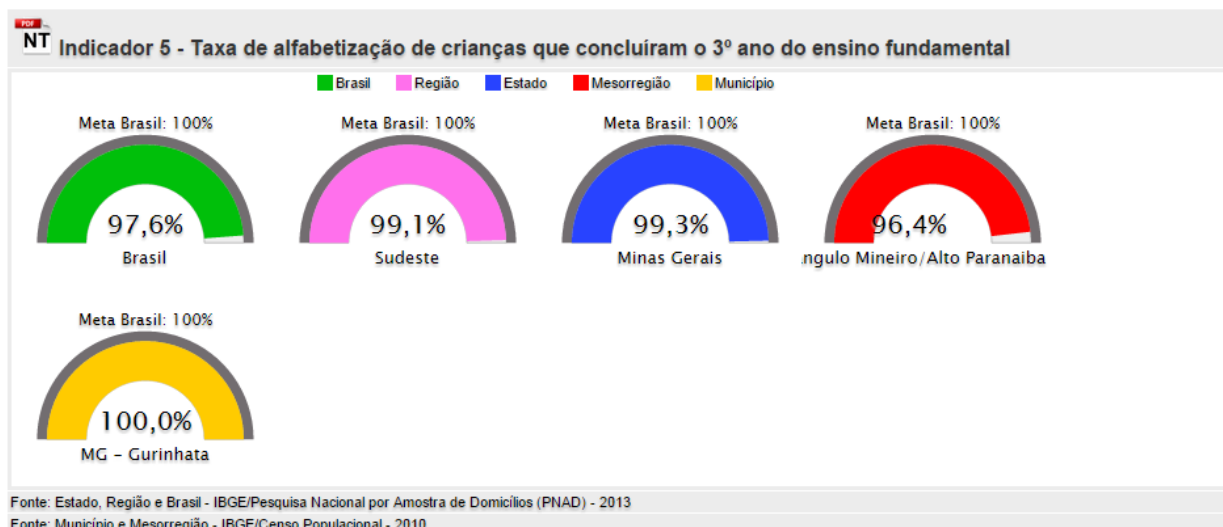 PDF
NT Indicador 5 - Taxa de alfabetização de crianças que concluíram o 3º ano do ensino fundamental
Brasil Região Estado Mesorregião Município
Meta Brasil: 100% Meta Brasil: 100% Meta Brasil: 100% Meta Brasil: 100%
97,6% 99,1% 99,3% 96,4%
Brasil Sudeste Minas Gerais ngulo Mineiro/Alto Paranaiba
Meta Brasil: 100%
100,0%
MG - Gurinhata
Fonte: Estado, Região e Brasil - IBGE/Pesquisa Nacional por Amostra de Domicílios (PNAD) - 2013
Fonte: Município e Mesorregião - IBGE/Censo Populacional - 2010